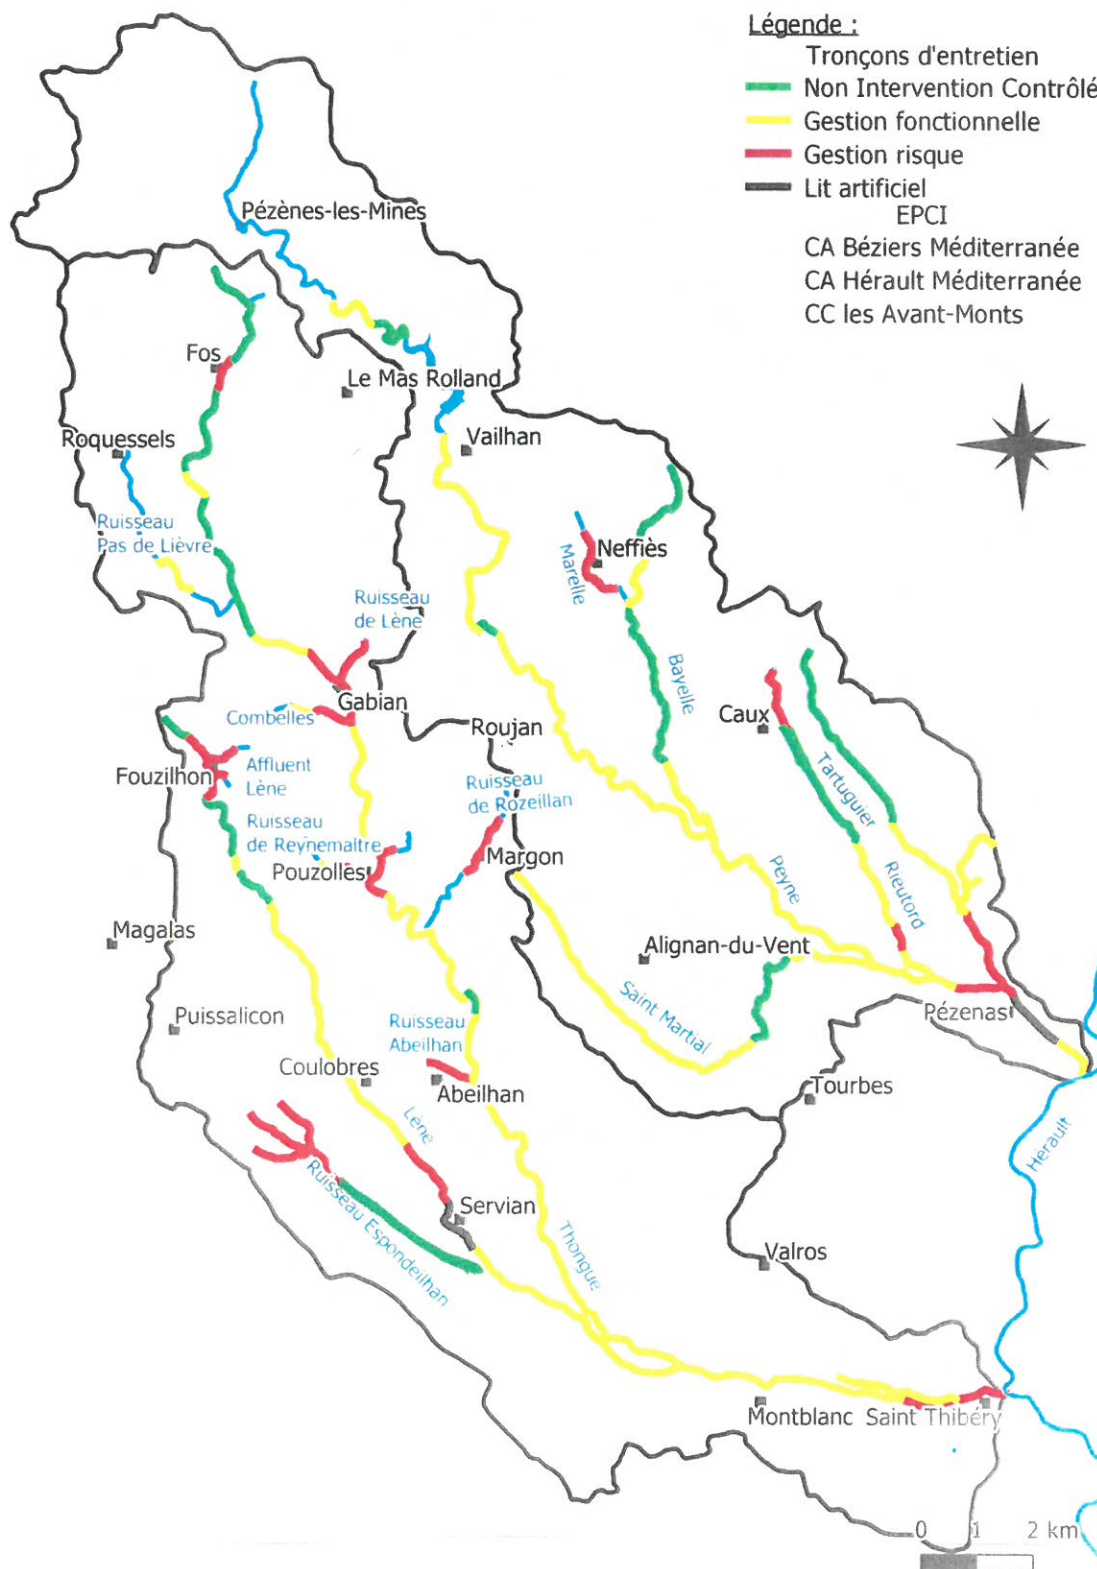 Légende :
Tronçons d'entretien
Non Intervention Contrôlé
Gestion fonctionnelle
Gestion risque
Lit artificiel
EPCI
CA Béziers Méditerranée
CA Hérault Méditerranée
CC les Avant-Monts
Pézènes-les-Mines
Fos
Le Mas Rolland
Roquessels
Vailhan
Ruisseau
Pas de Lièvre
Neffiès
Marelle
Ruisseau
de Lène
Bayelle
Gabian
Combelles
Roujan
Caux
Fouzilhon
Affluent
Lène
Tartuguier
Ruisseau
de Rozeillan
Ruisseau
de Reynemaître
Pouzolles
Margon
Peyne
Rieutord
Magalas
Alignan-du-Vent
Saint Martial
Puissalicon
Ruisseau
Abeilhan
Pézenas
Coulobres
Abeilhan
Tourbes
Lène
Hérault
Ruisseau Espondeilhan
Servian
Thongue
Valros
Montblanc
Saint Thibéry
0 1 2 km